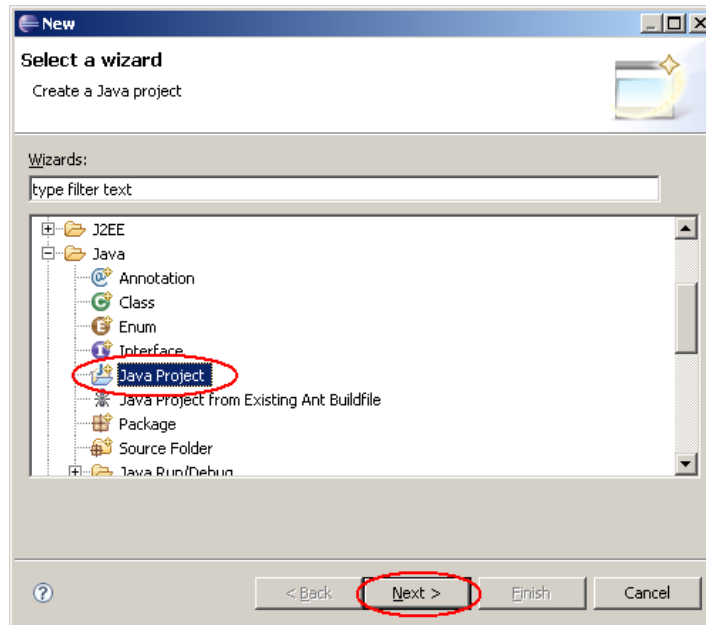 New
Select a wizard
Create a Java project
Wizards:
type filter text
J2EE
Java
Annotation
Class
Enum
Interface
Java Project
Java Project from Existing Ant Buildfile
Package
Source Folder
Java Run/Debug
< Back Next > Finish Cancel